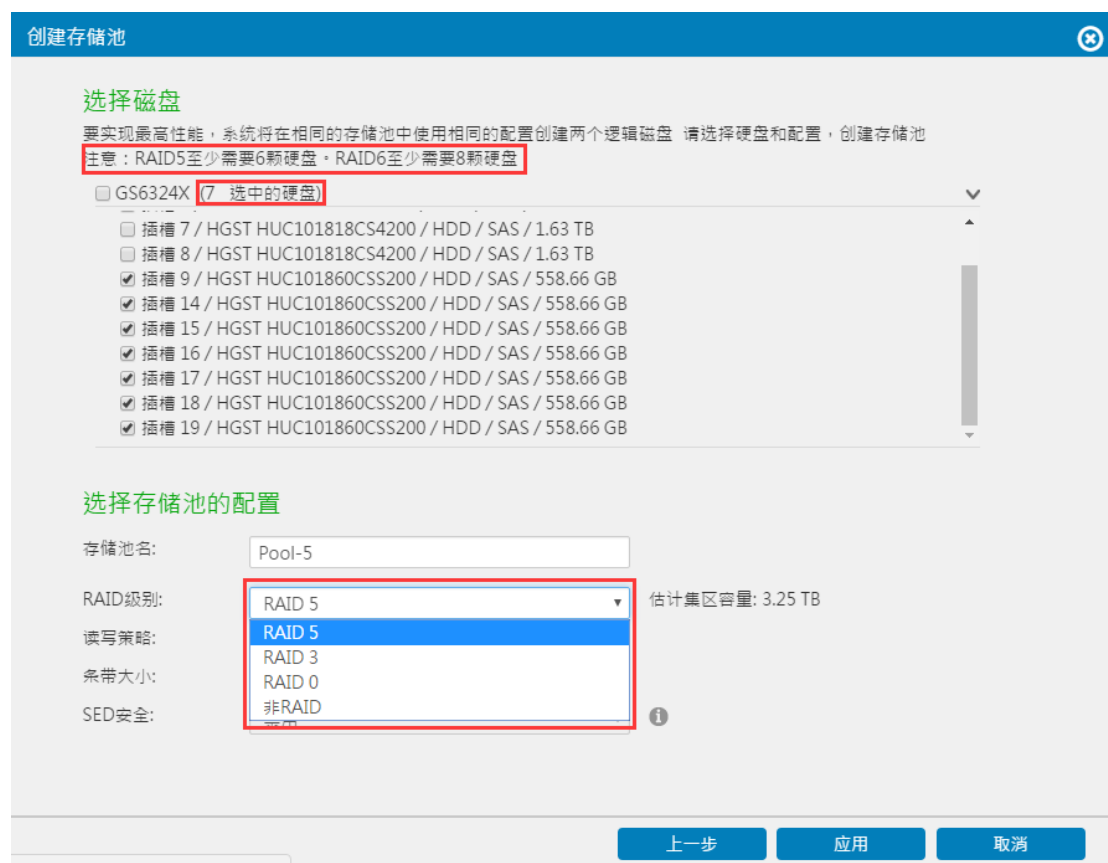 创建存储池
选择磁盘
要实现最高性能，系统将在相同的存储池中使用相同的配置创建两个逻辑磁盘 请选择硬盘和配置，创建存储池
注意：RAID5至少需要6颗硬盘。RAID6至少需要8颗硬盘
GS6324X (7 选中的硬盘)
插槽 7 / HGST HUC101818CS4200 / HDD / SAS / 1.63 TB
插槽 8 / HGST HUC101818CS4200 / HDD / SAS / 1.63 TB
插槽 9 / HGST HUC101860CSS200 / HDD / SAS / 558.66 GB
插槽 14 / HGST HUC101860CSS200 / HDD / SAS / 558.66 GB
插槽 15 / HGST HUC101860CSS200 / HDD / SAS / 558.66 GB
插槽 16 / HGST HUC101860CSS200 / HDD / SAS / 558.66 GB
插槽 17 / HGST HUC101860CSS200 / HDD / SAS / 558.66 GB
插槽 18 / HGST HUC101860CSS200 / HDD / SAS / 558.66 GB
插槽 19 / HGST HUC101860CSS200 / HDD / SAS / 558.66 GB
选择存储池的配置
存储池名: Pool-5
RAID级别: RAID 5 估计集区容量: 3.25 TB
读写策略: RAID 5
RAID 3
条带大小: RAID 0
SED安全: 非RAID
上一步 应用 取消